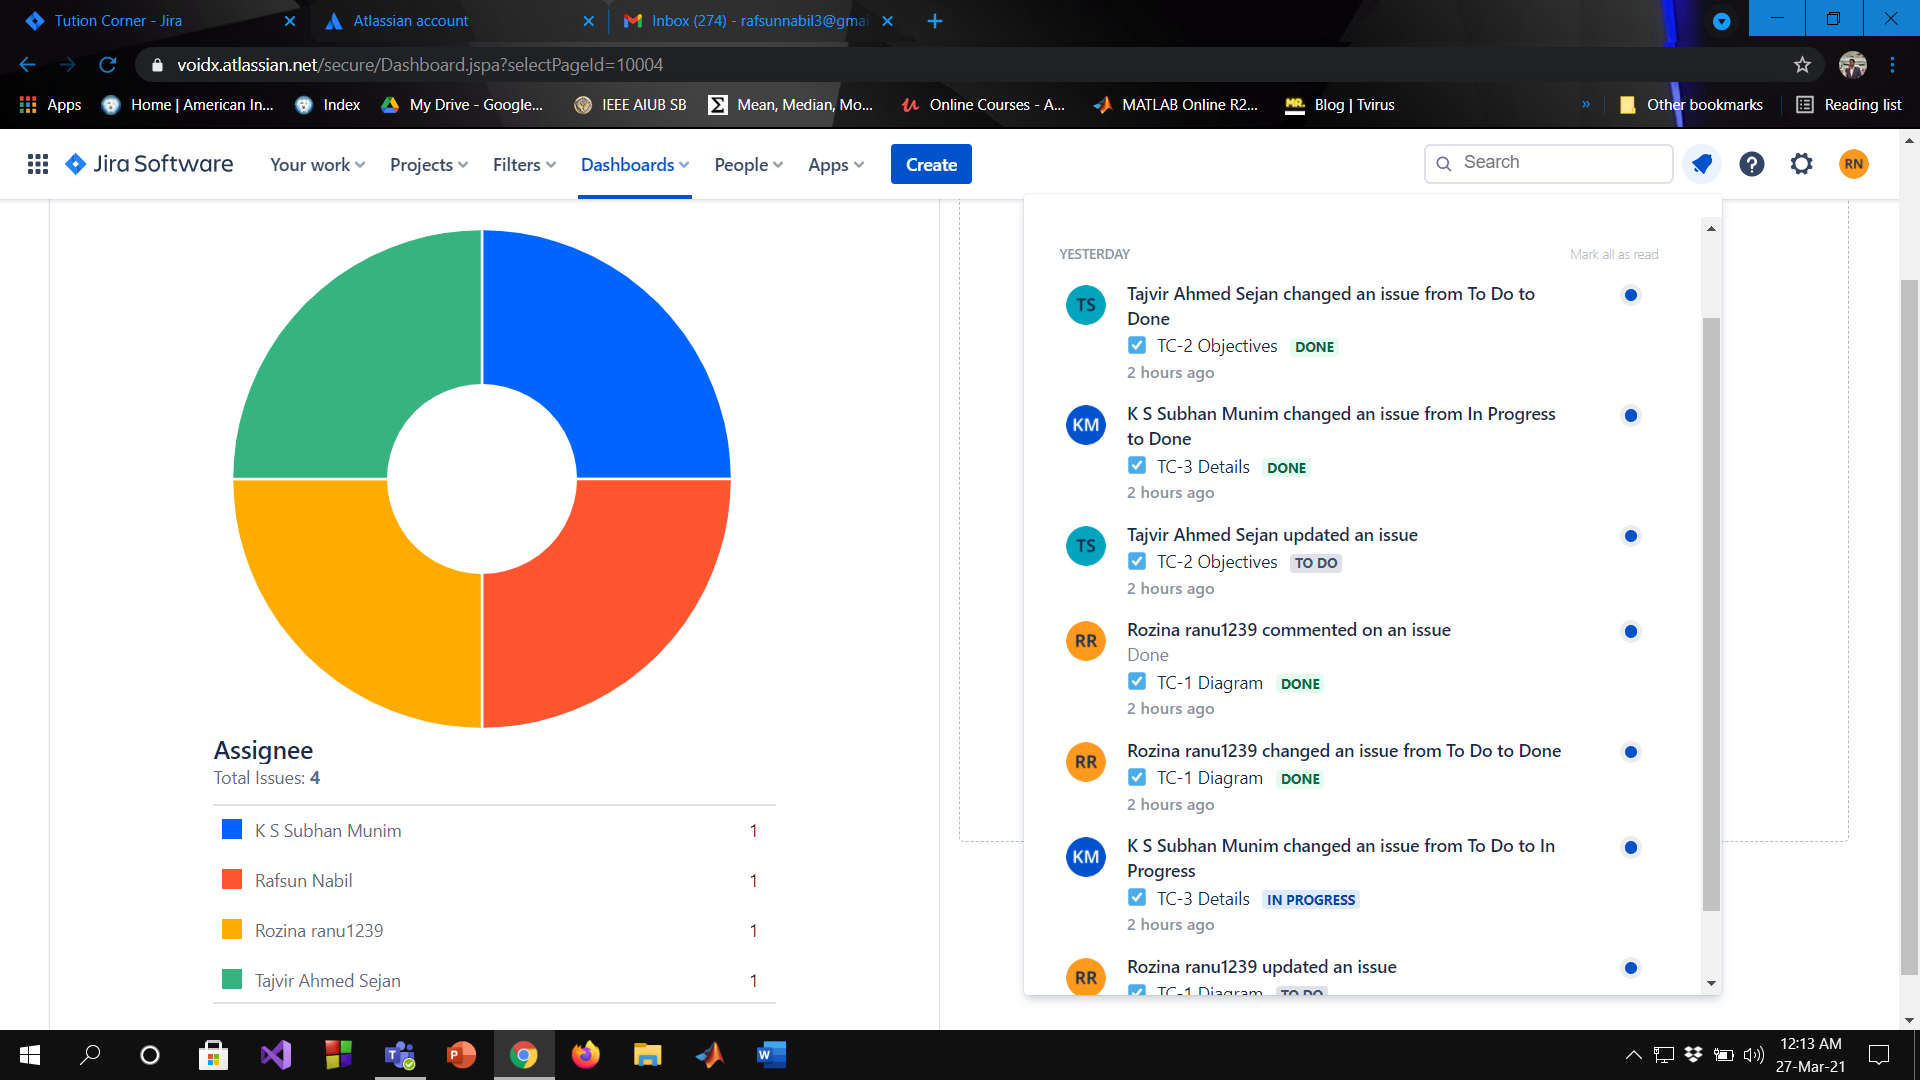 Tution Corner - Jira
Atlassian account
Inbox (274) - rafsunnabil3@gmai
voidx.atlassian.net/secure/Dashboard.jspa?selectPageId=10004
Apps
Home | American In...
Index
My Drive - Google...
IEEE AIUB SB
Mean, Median, Mo...
Online Courses - A...
MATLAB Online R2...
MR.
Blog | Tvirus
»
Other bookmarks
Reading list
Jira Software
Your work
Projects
Filters
Dashboards
People
Apps
Create
Search
RN
Assignee
Total Issues: 4
K S Subhan Munim 1
Rafsun Nabil 1
Rozina ranu1239 1
Tajvir Ahmed Sejan 1
YESTERDAY
Mark all as read
TS
Tajvir Ahmed Sejan changed an issue from To Do to
Done
TC-2 Objectives DONE
2 hours ago
KM
K S Subhan Munim changed an issue from In Progress
to Done
TC-3 Details DONE
2 hours ago
TS
Tajvir Ahmed Sejan updated an issue
TC-2 Objectives TO DO
2 hours ago
RR
Rozina ranu1239 commented on an issue
Done
TC-1 Diagram DONE
2 hours ago
RR
Rozina ranu1239 changed an issue from To Do to Done
TC-1 Diagram DONE
2 hours ago
KM
K S Subhan Munim changed an issue from To Do to In
Progress
TC-3 Details IN PROGRESS
2 hours ago
RR
Rozina ranu1239 updated an issue
TC-1 Diagram TO DO
12:13 AM
27-Mar-21